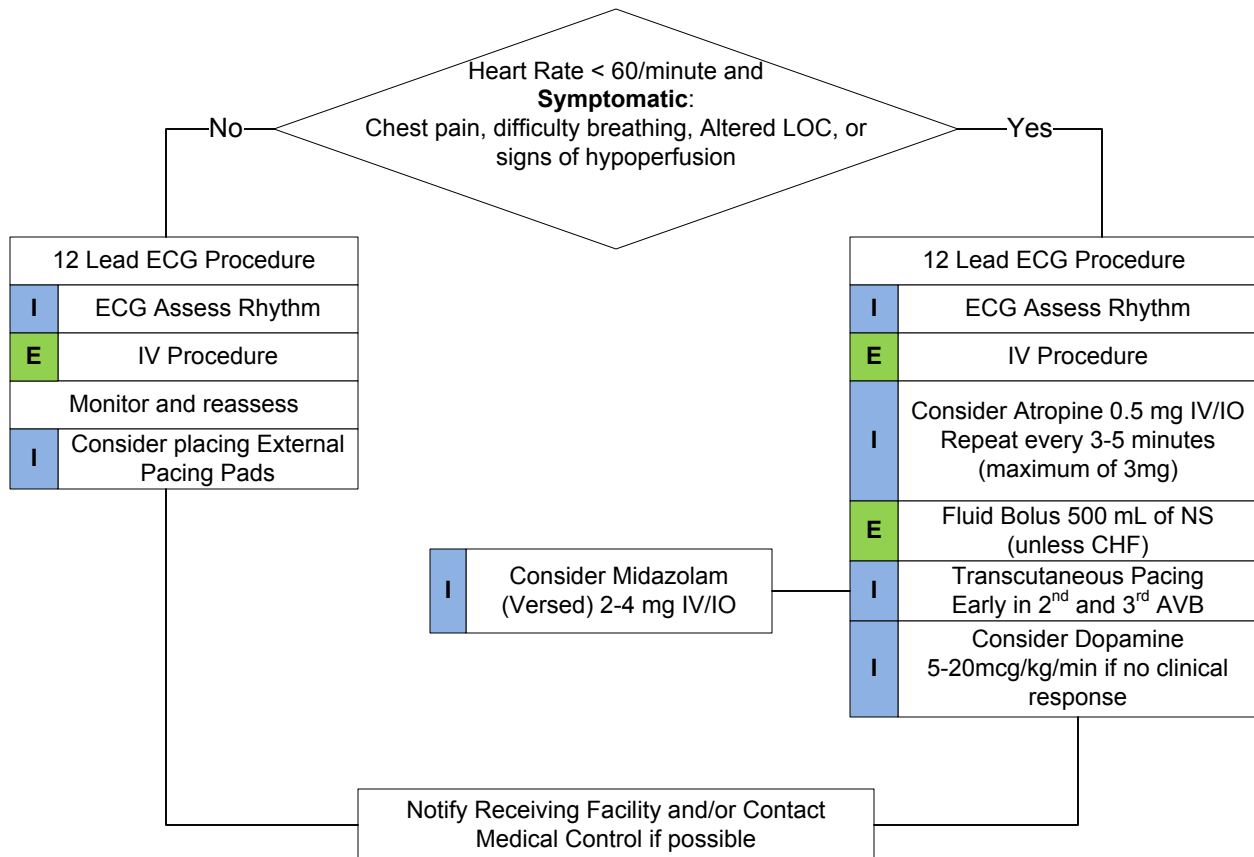 Heart Rate < 60/minute and
Symptomatic:
Chest pain, difficulty breathing, Altered LOC, or
signs of hypoperfusion
No
Yes
12 Lead ECG Procedure
I ECG Assess Rhythm
E IV Procedure
Monitor and reassess
I Consider placing External
Pacing Pads
12 Lead ECG Procedure
I ECG Assess Rhythm
E IV Procedure
I Consider Atropine 0.5 mg IV/IO
Repeat every 3-5 minutes
(maximum of 3mg)
E Fluid Bolus 500 mL of NS
(unless CHF)
I Transcutaneous Pacing
Early in 2nd and 3rd AVB
I Consider Midazolam
(Versed) 2-4 mg IV/IO
I Consider Dopamine
5-20mcg/kg/min if no clinical
response
Notify Receiving Facility and/or Contact
Medical Control if possible